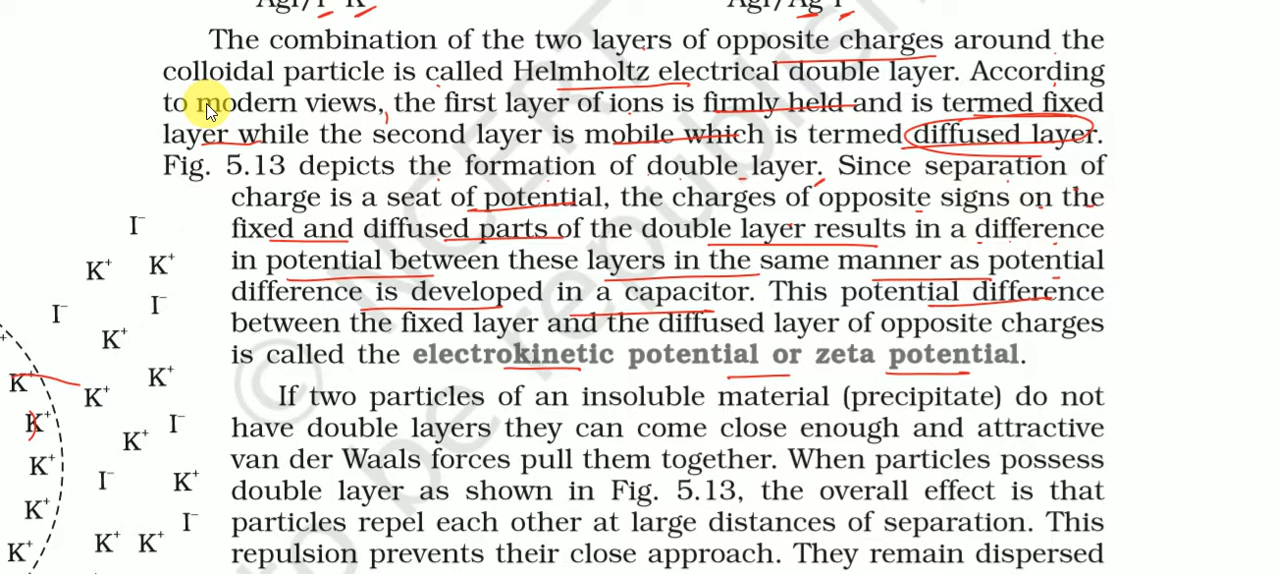 AgI/I⁻ K⁺ AgI/Ag⁺ I⁻
The combination of the two layers of opposite charges around the
colloidal particle is called Helmholtz electrical double layer. According
to modern views, the first layer of ions is firmly held and is termed fixed
layer while the second layer is mobile which is termed diffused layer.
Fig. 5.13 depicts the formation of double layer. Since separation of
charge is a seat of potential, the charges of opposite signs on the
fixed and diffused parts of the double layer results in a difference
in potential between these layers in the same manner as potential
difference is developed in a capacitor. This potential difference
between the fixed layer and the diffused layer of opposite charges
is called the electrokinetic potential or zeta potential.
If two particles of an insoluble material (precipitate) do not
have double layers they can come close enough and attractive
van der Waals forces pull them together. When particles possess
double layer as shown in Fig. 5.13, the overall effect is that
particles repel each other at large distances of separation. This
repulsion prevents their close approach. They remain dispersed
I⁻
K⁺ K⁺
I⁻ I⁻
K⁺
K⁺ K⁺
K⁺
K⁺ K⁺ I⁻
K⁺ I⁻ K⁺
K⁺ I⁻
K⁺ K⁺ K⁺
© NCERT
to be republished